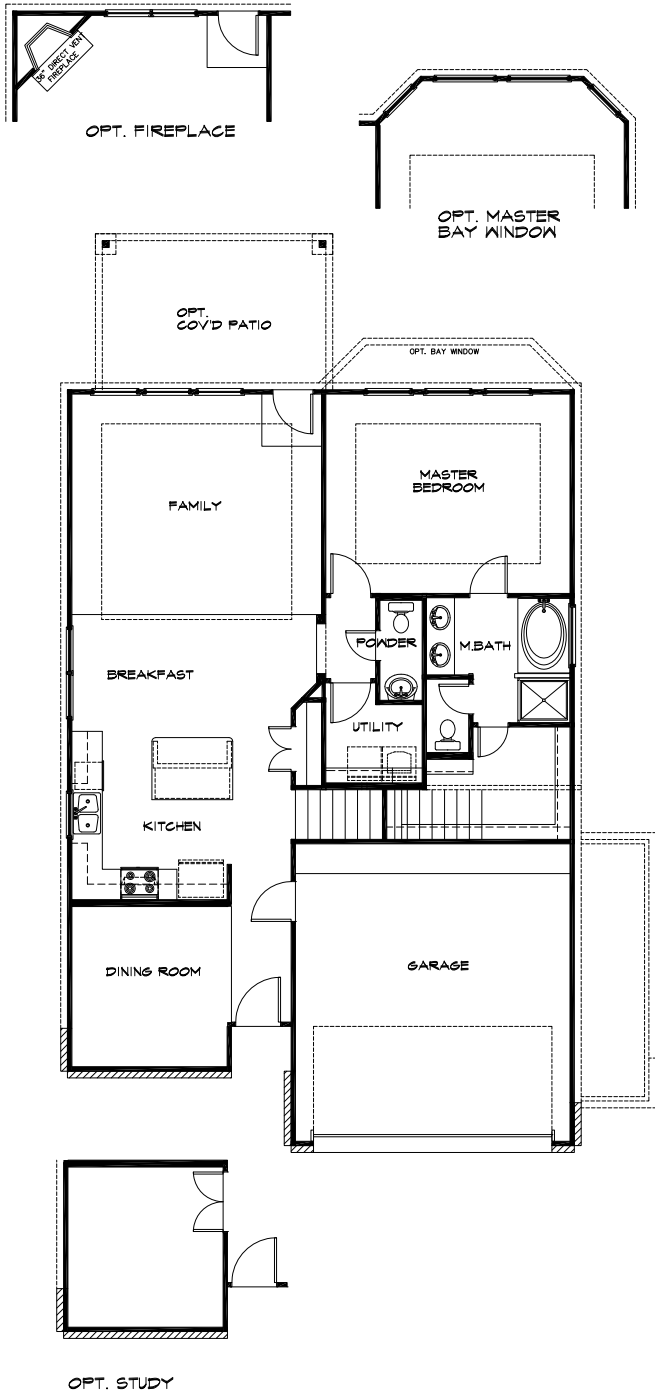 36" DIRECT VENT
FIREPLACE
OPT. FIREPLACE
OPT. MASTER
BAY WINDOW
OPT.
COV'D PATIO
OPT. BAY WINDOW
MASTER
BEDROOM
FAMILY
POWDER
M.BATH
BREAKFAST
UTILITY
KITCHEN
DINING ROOM
GARAGE
OPT. STUDY